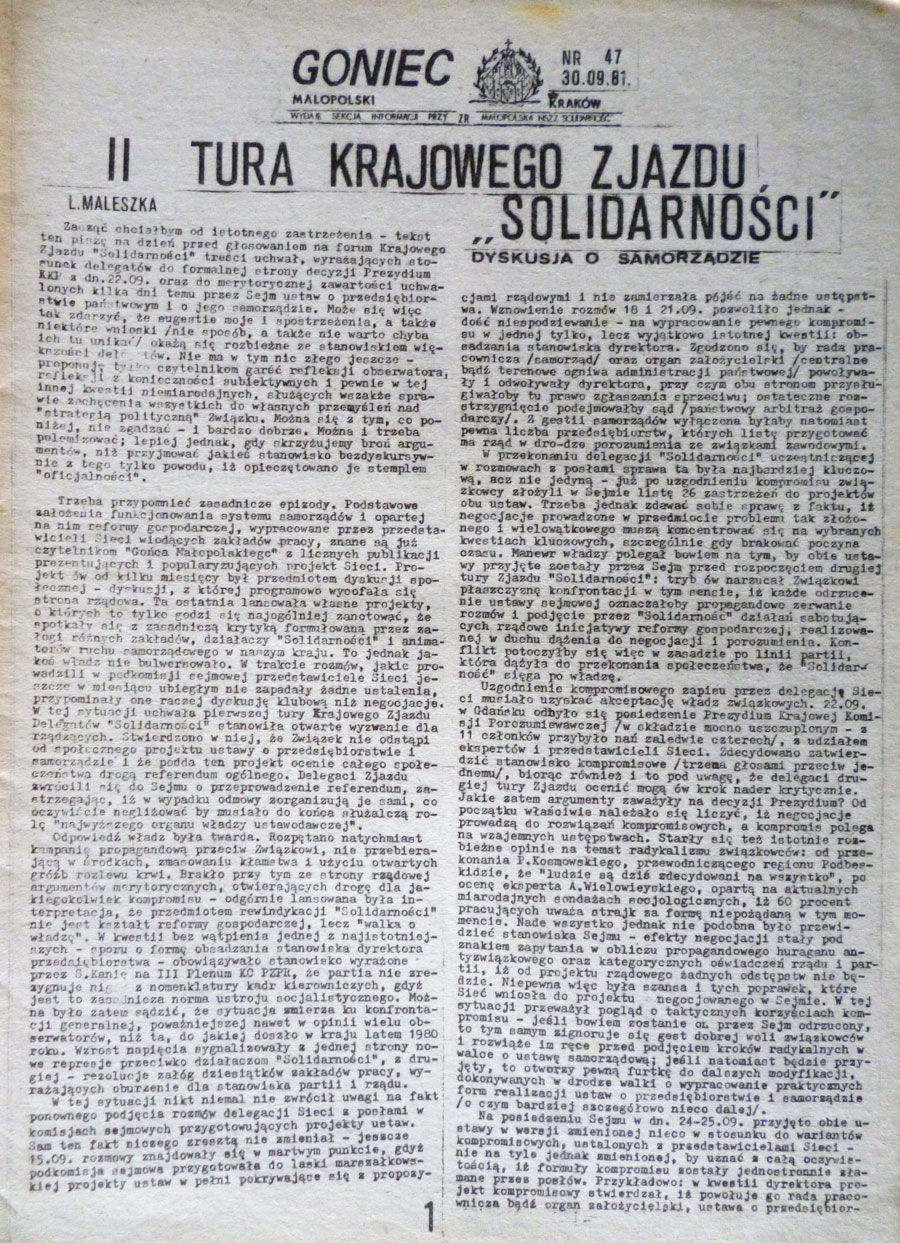 GONIEC
MALOPOLSKI
NR 47
30.09.81.
KRAKÓW
WYDAJE SEKCJA INFORMACJI PRZY ZR MAŁOPOLSKA NSZZ SOLIDARNOŚĆ
II TURA KRAJOWEGO ZJAZDU
„SOLIDARNOŚCI”
L.MALESZKA
DYSKUSJA O SAMORZĄDZIE
Zacząć chciałbym od istotnego zastrzeżenia - tekst
ten piszę na dzień przed głosowaniem na forum Krajowego
Zjazdu "Solidarności" treści uchwał, wyrażających sto-
sunek delegatów do formalnej strony decyzji Prezydium
KKP z dn.22.09. oraz do merytorycznej zawartości uchwa-
lonych kilka dni temu przez Sejm ustaw o przedsiębior-
stwie państwowym i o jego samorządzie. Może się więc
tak zdarzyć, że sugestie moje i spostrzeżenia, a także
niektóre wnioski /nie sposób, a także nie warto chyba
ich tu unikać/ okażą się rozbieżne ze stanowiskiem wię-
kszości delegatów. Nie ma w tym nic złego jeszcze -
proponuję tylko czytelnikom garść refleksji obserwatora,
refleksji z konieczności subiektywnych i pewnie w tej
innej kwestii niemiarodajnych, służących wszakże spra-
wie zachęcenia wszystkich do własnych przemyśleń nad
"strategią polityczną" Związku. Można się z tym, co po-
niżej, nie zgadzać - i bardzo dobrze. Można i trzeba
polemizować; lepiej jednak, gdy skrzyżujemy broń argu-
mentów, niż przyjmować jakieś stanowisko bezdyskusyw-
nie z tego tylko powodu, iż opieczętowano je stemplem
"oficjalności".
Trzeba przypomnieć zasadnicze epizody. Podstawowe
założenia funkcjonowania systemu samorządów i opartej
na nim reformy gospodarczej, wypracowane przez przedsta-
wicieli Sieci wiodących zakładów pracy, znane są już
czytelnikom "Gońca Małopolskiego" z licznych publikacji
prezentujących i popularyzujących projekt Sieci. Pro-
jekt ów od kilku miesięcy był przedmiotem dyskusji spo-
łecznej - dyskusji, z której programowo wycofała się
strona rządowa. Ta ostatnia lansowała własne projekty,
o których to tylko godzi się najogólniej zanotować, że
spotkały się z zasadniczą krytyką formułowaną przez za-
łogi różnych zakładów, działaczy "Solidarności" i anima-
torów ruchu samorządowego w naszym kraju. To jednak ja-
koś władz nie bulwersowało. W trakcie rozmów, jakie pro-
wadzili w podkomisji sejmowej przedstawiciele Sieci je-
szcze w miesiącu ubiegłym nie zapadały żadne ustalenia,
przypominały one raczej dyskusję klubową niż negocjacje.
W tej sytuacji uchwała pierwszej tury Krajowego Zjazdu
Delegatów "Solidarności" stanowiła otwarte wyzwanie dla
rządzących. Stwierdzono w niej, że Związek nie odstąpi
od społecznego projektu ustawy o przedsiębiorstwie i
samorządzie i że podda ten projekt ocenie całego społe-
czeństwa drogą referendum ogólnego. Delegaci Zjazdu
zwrócili się do Sejmu o przeprowadzenie referendum, za-
strzegając, iż w wypadku odmowy zorganizują je sami, co
oczywiście negliżować by musiało do końca służalczą ro-
lę "najwyższego organu władzy ustawodawczej".
Odpowiedź władz była twarda. Rozpętano natychmiast
kampanię propagandową przeciw Związkowi, nie przebiera-
jącą w środkach, zmasowaniu kłamstwa i użyciu otwartych
gróźb rozlewu krwi. Brakło przy tym ze strony rządowej
argumentów merytorycznych, otwierających drogę dla ja-
kiegokolwiek kompromisu - odgórnie lansowana była in-
terpretacja, że przedmiotem rewindykacji "Solidarności"
nie jest kształt reformy gospodarczej, lecz "walka o
władzę". W kwestii bez wątpienia jednej z najistotniej-
szych - sporu o formę obsadzania stanowiska dyrektora
przedsiębiorstwa - obowiązywało stanowisko wyrażone
przez S.Kanię na III Plenum KC PZPR, że partia nie zre-
zygnuje z nomenklatury kadr kierowniczych, gdyż
jest to zasadnicza norma ustroju socjalistycznego. Moż-
na było zatem sądzić, że sytuacja zmierza ku konfronta-
cji generalnej, poważniejszej nawet w opinii wielu ob-
serwatorów, niż ta, do jakiej doszło w kraju latem 1980
roku. Wzrost napięcia sygnalizowały z jednej strony no-
we represje przeciwko działaczom "Solidarności", z dru-
giej - rezolucje załóg dziesiątków zakładów pracy, wy-
rażających oburzenie dla stanowiska partii i rządu.
W tej sytuacji nikt niemal nie zwrócił uwagi na fakt
ponownego podjęcia rozmów delegacji Sieci z posłami w
komisjach sejmowych przygotowujących projekty ustaw.
Sam ten fakt niczego zresztą nie zmieniał - jeszcze
15.09. rozmowy znajdowały się w martwym punkcie, gdyż
podkomisja sejmowa przygotowała do laski marszałkows-
kiej projekty ustaw w pełni pokrywające się z propozy-
cjami rządowymi i nie zamierzała pójść na żadne ustępst-
wa. Wznowienie rozmów 18 i 21.09. pozwoliło jednak -
dość niespodziewanie - na wypracowanie pewnego kompromi-
su w jednej tylko, lecz wyjątkowo istotnej kwestii: ob-
sadzania stanowiska dyrektora. Zgodzono się, by rada pra-
cownicza /samorząd/ oraz organ założycielski /centralne
bądź terenowe ogniwa administracji państwowej/ powoływa-
ły i odwoływały dyrektora, przy czym obu stronom przysłu-
giwałoby tu prawo zgłaszania sprzeciwu; ostateczne roz-
strzygnięcie podejmowałby sąd /państwowy arbitraż gospo-
darczy/. Z gestii samorządów wyłączona byłaby natomiast
pewna liczba przedsiębiorstw, których listę przygotować
ma rząd w dro-dze porozumienia ze związkami zawodowymi.
W przekonaniu delegacji "Solidarności" uczestniczącej
w rozmowach z posłami sprawa ta była najbardziej kluczo-
wą, acz nie jedyną - już po uzgodnieniu kompromisu zwią-
zkowcy złożyli w Sejmie listę 26 zastrzeżeń do projektów
obu ustaw. Trzeba jednak zdawać sobie sprawę z faktu, iż
negocjacje prowadzone w przedmiocie problemu tak złożo-
nego i wielowątkowego muszą koncentrować się na wybranych
kwestiach kluczowych, szczególnie gdy brakować poczyna
czasu. Manewr władzy polegał bowiem na tym, by obie usta-
wy przyjęte zostały przez Sejm przed rozpoczęciem drugiej
tury Zjazdu "Solidarności": tryb ów narzucał Związkowi
płaszczyznę konfrontacji w tym sensie, iż każde odrzuce-
nie ustawy sejmowej oznaczałoby propagandowo zerwanie
rozmów i podjęcie przez "Solidarność" działań sabotują-
cych rządowe inicjatywy reformy gospodarczej, realizowa-
nej w duchu dążenia do negocjacji i porozumienia. Kon-
flikt potoczyłby się więc w zasadzie po linii partii,
która dążyła do przekonania społeczeństwa, że "Solidar-
ność" sięga po władzę.
Uzgodnienie kompromisowego zapisu przez delegację Sie-
ci musiało uzyskać akceptację władz związkowych. 22.09.
w Gdańsku odbyło się posiedzenie Prezydium Krajowej Komi-
sji Porozumiewawczej /w składzie mocno uszczuplonym - z
11 członków przybyło nań zaledwie czterech/, z udziałem
ekspertów i przedstawicieli Sieci. Zdecydowano zatwier-
dzić stanowisko kompromisowe /trzema głosami przeciw je-
dnemu/, biorąc również i to pod uwagę, że delegaci dru-
giej tury Zjazdu ocenić mogą ów krok nader krytycznie.
Jakie zatem argumenty zaważyły na decyzji Prezydium? Od
początku właściwie należało się liczyć, iż negocjacje
prowadzą do rozwiązań kompromisowych, a kompromis polega
na wzajemnych ustępstwach. Starły się też istotnie roz-
bieżne opinie na temat radykalizmu związkowców: od prze-
konania P.Kosmowskiego, przewodniczącego regionu Podbes-
kidzie, że "ludzie są dziś zdecydowani na wszystko", po
ocenę eksperta A.Wielowieyskiego, opartą na aktualnych
miarodajnych sondażach socjologicznych, iż 60 procent
pracujących uważa strajk za formę niepożądaną w tym mo-
mencie. Nade wszystko jednak nie podobna było przewi-
dzieć stanowiska Sejmu - efekty negocjacji stały pod
znakiem zapytania w obliczu propagandowego huraganu an-
tyzwiązkowego oraz kategorycznych oświadczeń rządu i par-
tii, iż od projektu rządowego żadnych odstępstw nie bę-
dzie. Niepewna więc była szansa i tych poprawek, które
Sieć wniosła do projektu negocjowanego w Sejmie. W tej
sytuacji przeważył pogląd o taktycznych korzyściach kom-
promisu - jeśli bowiem zostanie on przez Sejm odrzucony,
to tym samym zignoruje się gest dobrej woli związkowców
i rozwiąże im ręce przed podjęciem kroków radykalnych w
walce o ustawę samorządową; jeśli natomiast będzie przy-
jęty, to otworzy pewną furtkę do dalszych modyfikacji,
dokonywanych w drodze walki o wypracowanie praktycznych
form realizacji ustaw o przedsiębiorstwie i samorządzie
/o czym bardziej szczegółowo nieco dalej/.
Na posiedzeniu Sejmu w dn. 24-25.09. przyjęto obie u-
stawy w wersji zmienionej nieco w stosunku do wariantów
kompromisowych, ustalonych z przedstawicielami Sieci -
nie na tyle jednak zmienionej, by uznać z całą oczywis-
tością, iż formuły kompromisu zostały jednostronnie zła-
mane przez posłów. Przykładowo: w kwestii dyrektora pro-
jekt kompromisowy stwierdzał, iż powołuje go rada praco-
wnicza bądź organ założycielski, ustawa o przedsiębior-
1